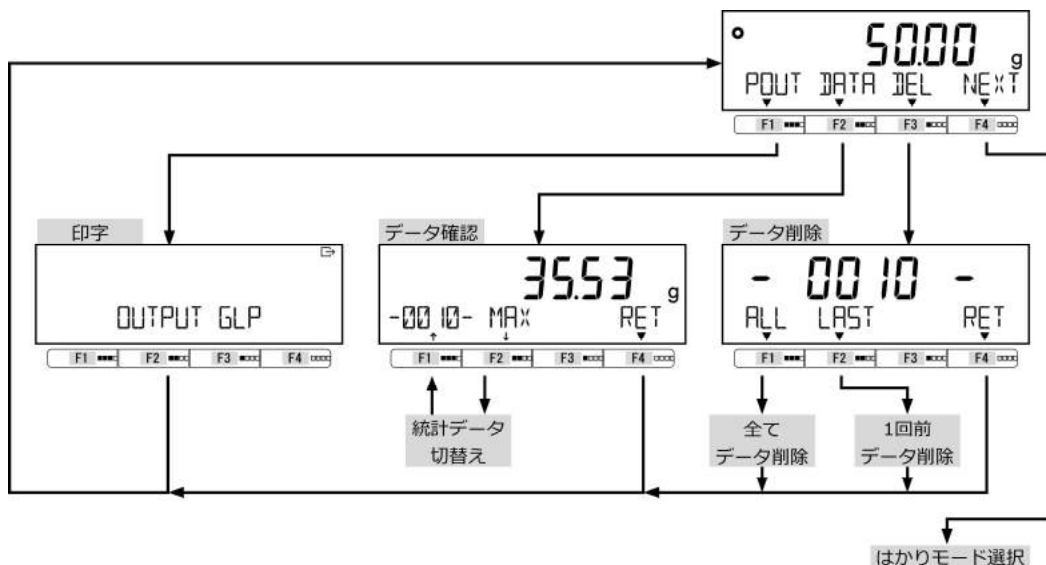 50.00 g
POUT DATA DEL NEXT
F1 F2 F3 F4
印字
OUTPUT GLP
F1 F2 F3 F4
データ確認
35.53 g
-0010- MAX RET
F1 F2 F3 F4
統計データ
切替え
データ削除
- 0010 -
ALL LAST RET
F1 F2 F3 F4
全て
データ削除
1回前
データ削除
はかりモード選択